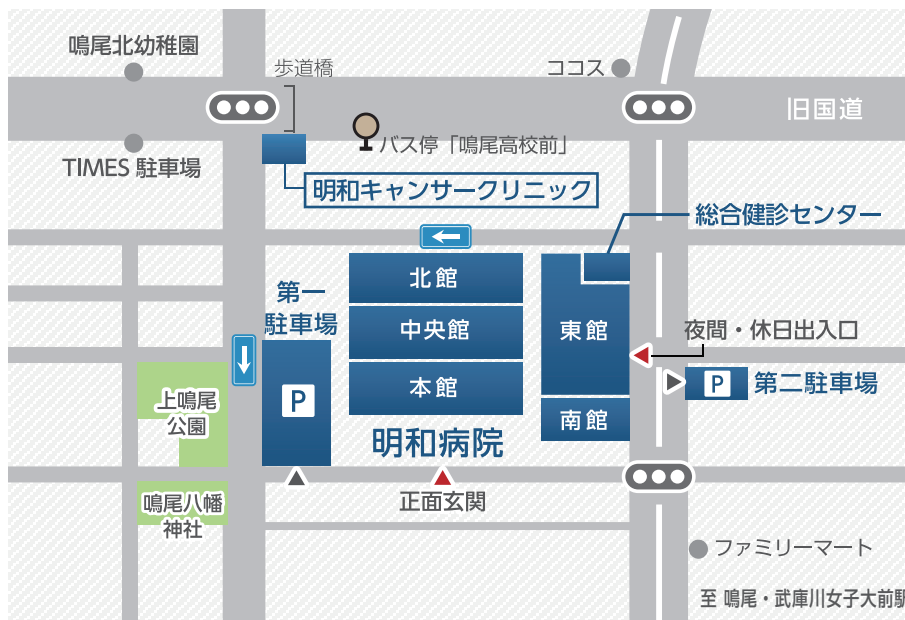 鳴尾北幼稚園
歩道橋
ココス
旧国道
TIMES 駐車場
バス停「鳴尾高校前」
明和キャンサークリニック
総合健診センター
北館
第一
駐車場
中央館
東館
夜間・休日出入口
本館
P
P
第二駐車場
上鳴尾
公園
南館
明和病院
正面玄関
鳴尾八幡
神社
ファミリーマート
至 鳴尾・武庫川女子大前駅